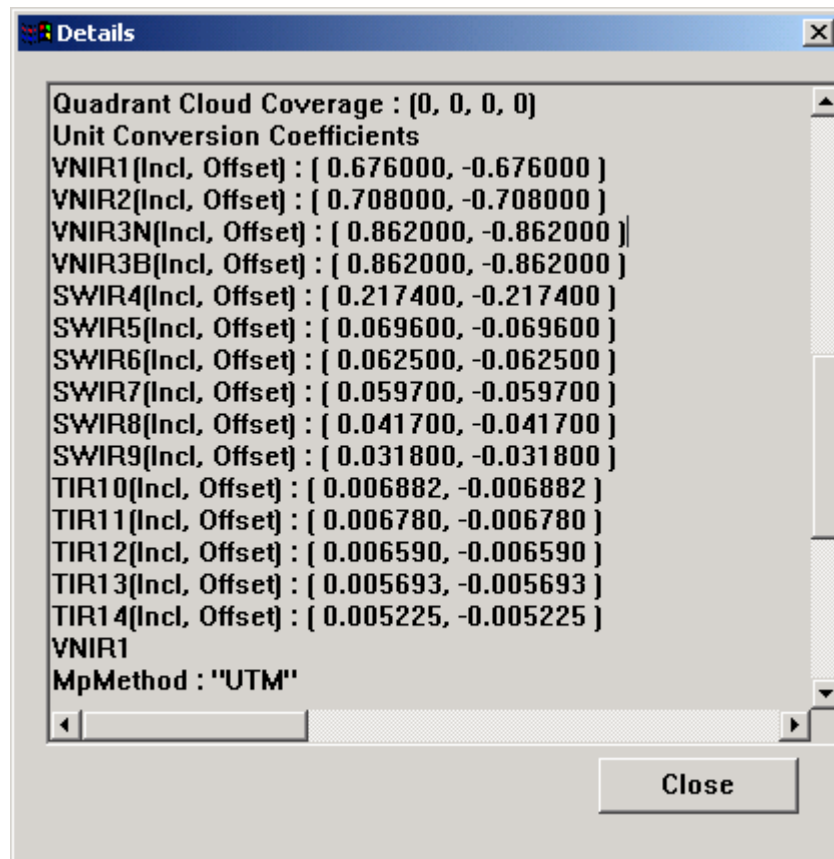 Details
Quadrant Cloud Coverage : (0, 0, 0, 0)
Unit Conversion Coefficients
VNIR1(Incl, Offset) : ( 0.676000, -0.676000 )
VNIR2(Incl, Offset) : ( 0.708000, -0.708000 )
VNIR3N(Incl, Offset) : ( 0.862000, -0.862000 )
VNIR3B(Incl, Offset) : ( 0.862000, -0.862000 )
SWIR4(Incl, Offset) : ( 0.217400, -0.217400 )
SWIR5(Incl, Offset) : ( 0.069600, -0.069600 )
SWIR6(Incl, Offset) : ( 0.062500, -0.062500 )
SWIR7(Incl, Offset) : ( 0.059700, -0.059700 )
SWIR8(Incl, Offset) : ( 0.041700, -0.041700 )
SWIR9(Incl, Offset) : ( 0.031800, -0.031800 )
TIR10(Incl, Offset) : ( 0.006882, -0.006882 )
TIR11(Incl, Offset) : ( 0.006780, -0.006780 )
TIR12(Incl, Offset) : ( 0.006590, -0.006590 )
TIR13(Incl, Offset) : ( 0.005693, -0.005693 )
TIR14(Incl, Offset) : ( 0.005225, -0.005225 )
VNIR1
MpMethod : "UTM"
Close